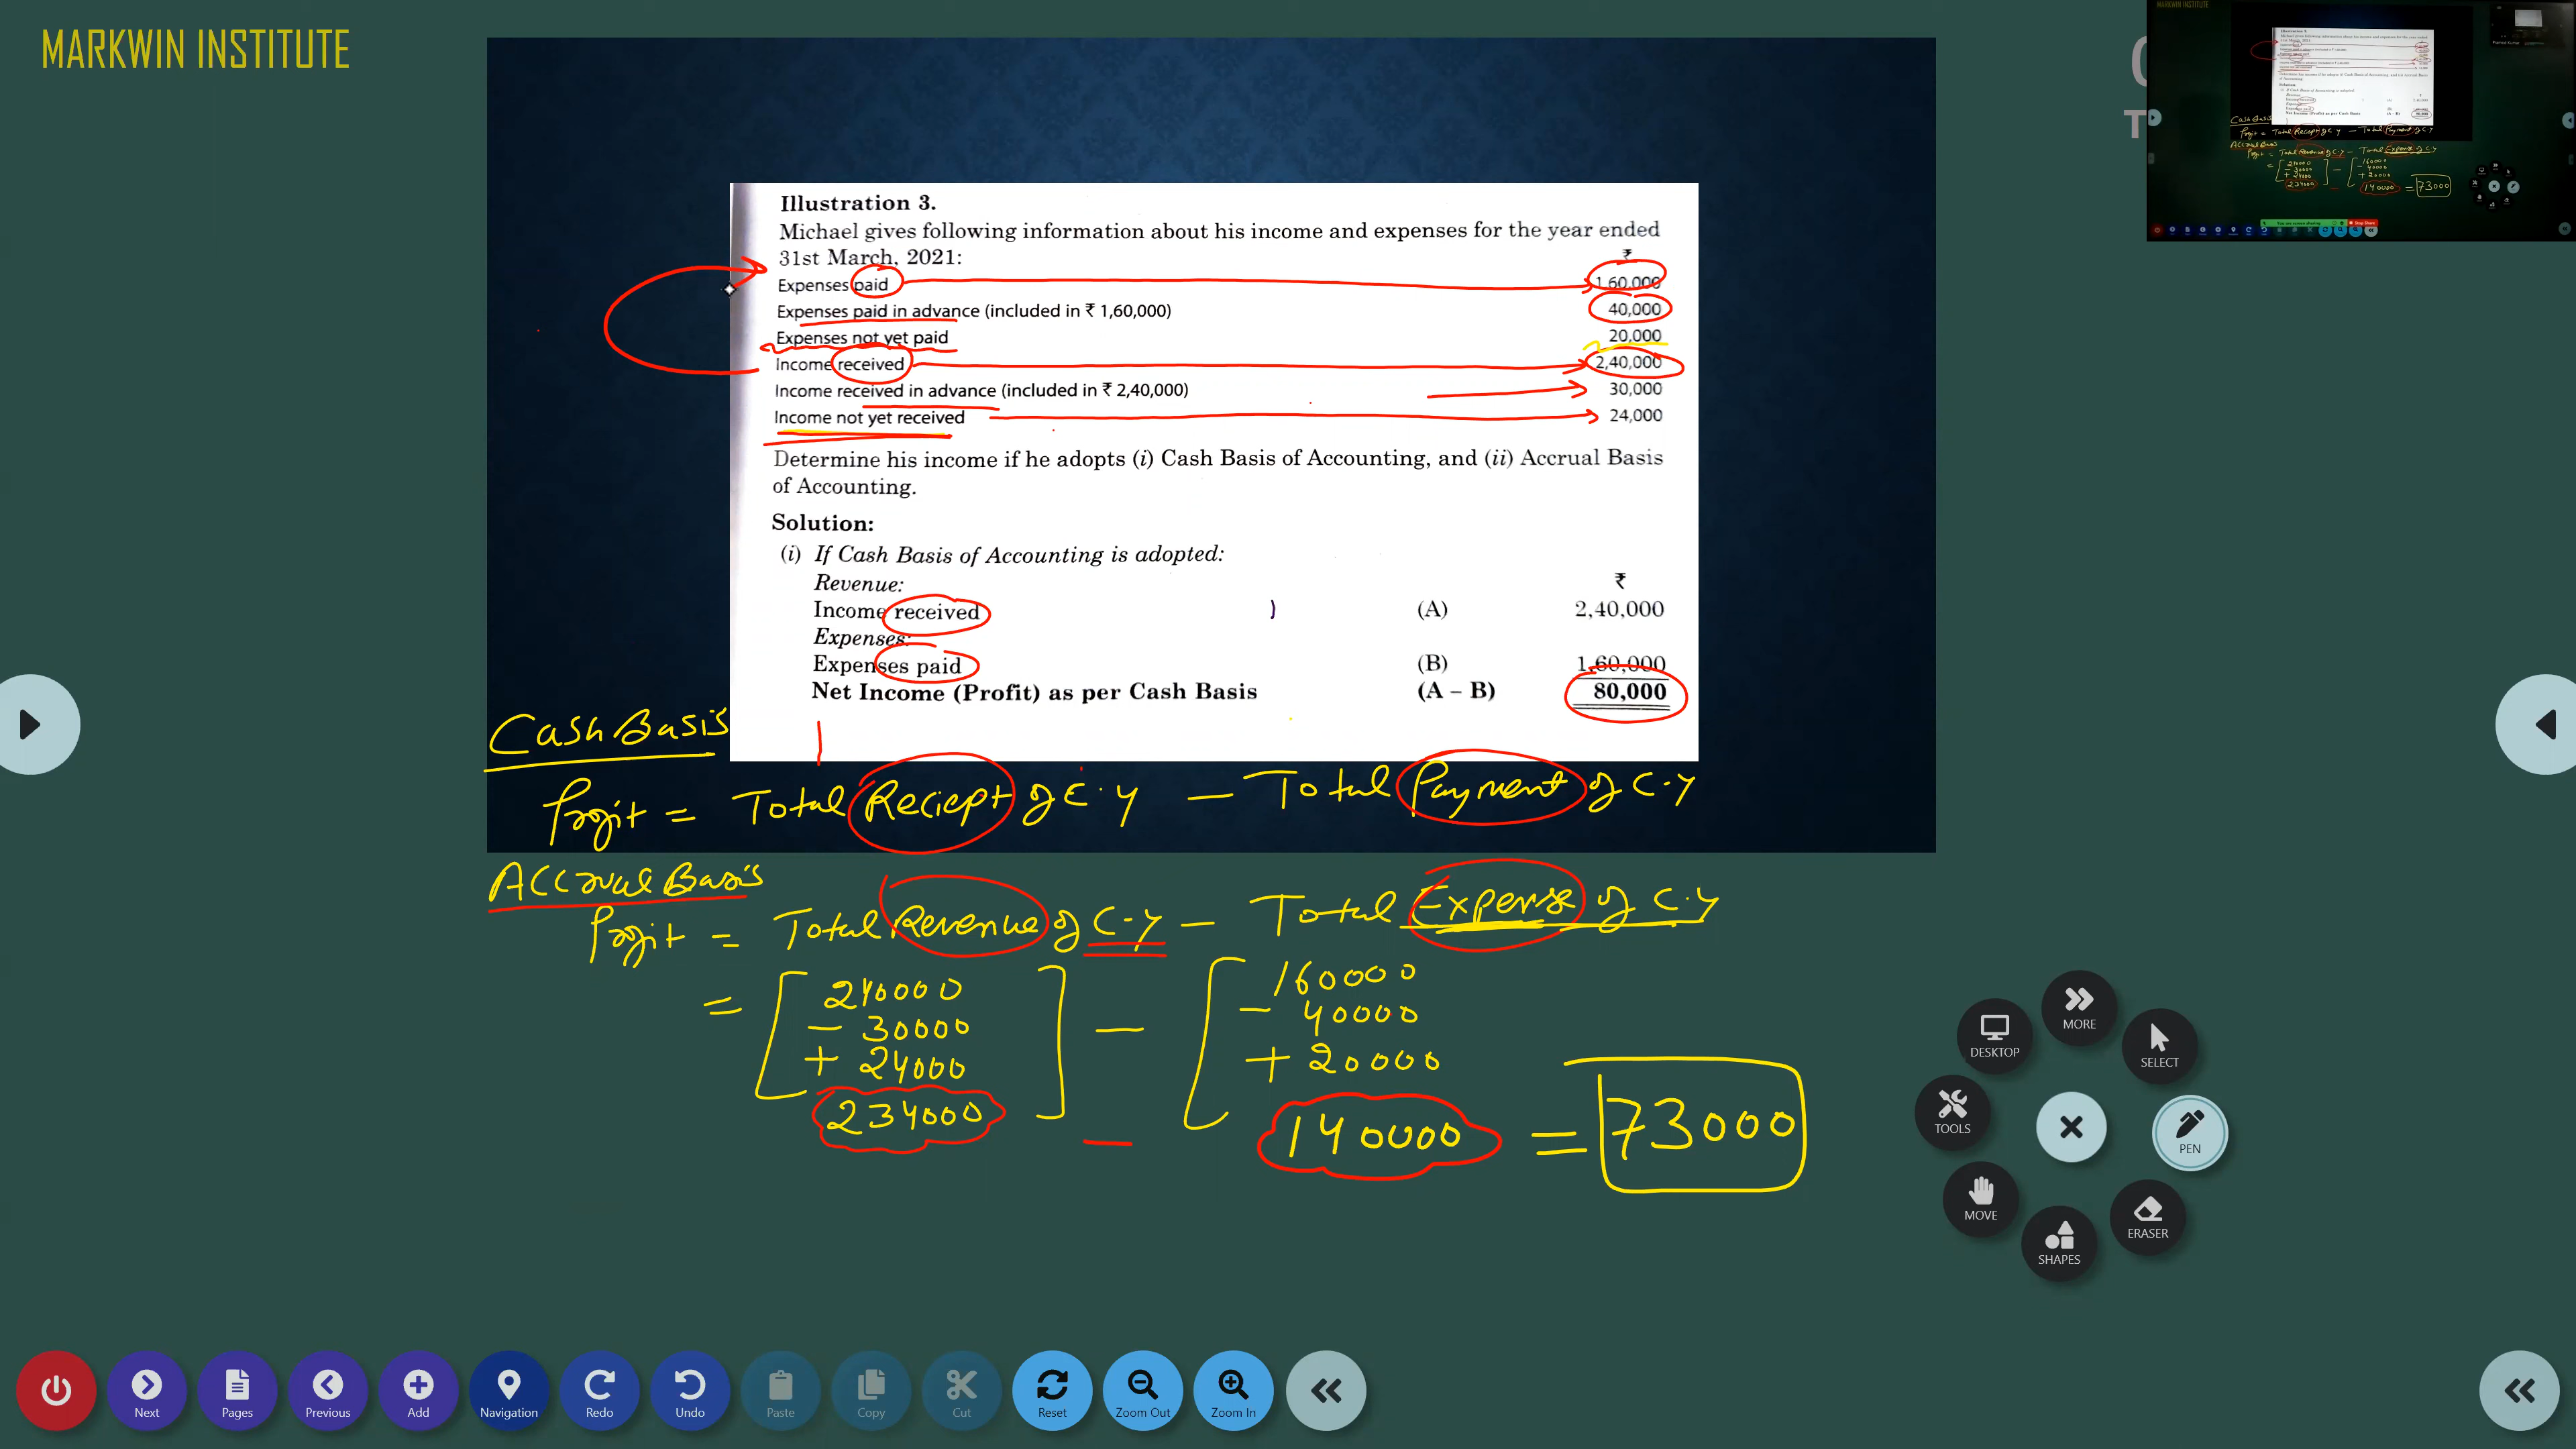 MARKWIN INSTITUTE
Illustration 3.
Michael gives following information about his income and expenses for the year ended
31st March, 2021:
₹
Expenses paid 1,60,000
Expenses paid in advance (included in ₹ 1,60,000) 40,000
Expenses not yet paid 20,000
Income received 2,40,000
Income received in advance (included in ₹ 2,40,000) 30,000
Income not yet received 24,000
Determine his income if he adopts (i) Cash Basis of Accounting, and (ii) Accrual Basis
of Accounting.
Solution:
(i) If Cash Basis of Accounting is adopted:
Revenue: ₹
Income received (A) 2,40,000
Expenses:
Expenses paid (B) 1,60,000
Net Income (Profit) as per Cash Basis (A – B) 80,000
Cash Basis
Profit = Total Reciept of C.Y – Total Payment of C.Y
Accrual Basis
Profit = Total Revenue of C.Y – Total Expense of C.Y
= [ 240000 ] – [ 160000
– 30000 – 40000
+ 24000 + 20000
234000 – 140000 = 73000
MORE
DESKTOP
SELECT
TOOLS
PEN
MOVE
ERASER
SHAPES
Next Pages Previous Add Navigation Redo Undo Paste Copy Cut Reset Zoom Out Zoom In